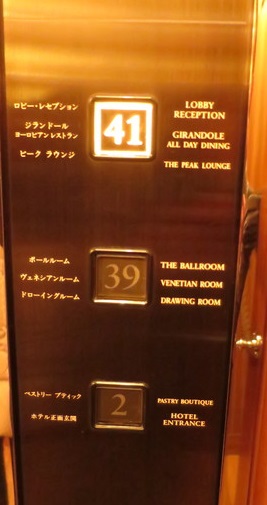 ロビー・レセプション
ジランドール
ヨーロピアン レストラン
ピーク ラウンジ
41
LOBBY
RECEPTION
GIRANDOLE
ALL DAY DINING
THE PEAK LOUNGE
ボールルーム
ヴェネシアンルーム
ドローイングルーム
39
THE BALLROOM
VENETIAN ROOM
DRAWING ROOM
ペストリー ブティック
ホテル正面玄関
2
PASTRY BOUTIQUE
HOTEL
ENTRANCE